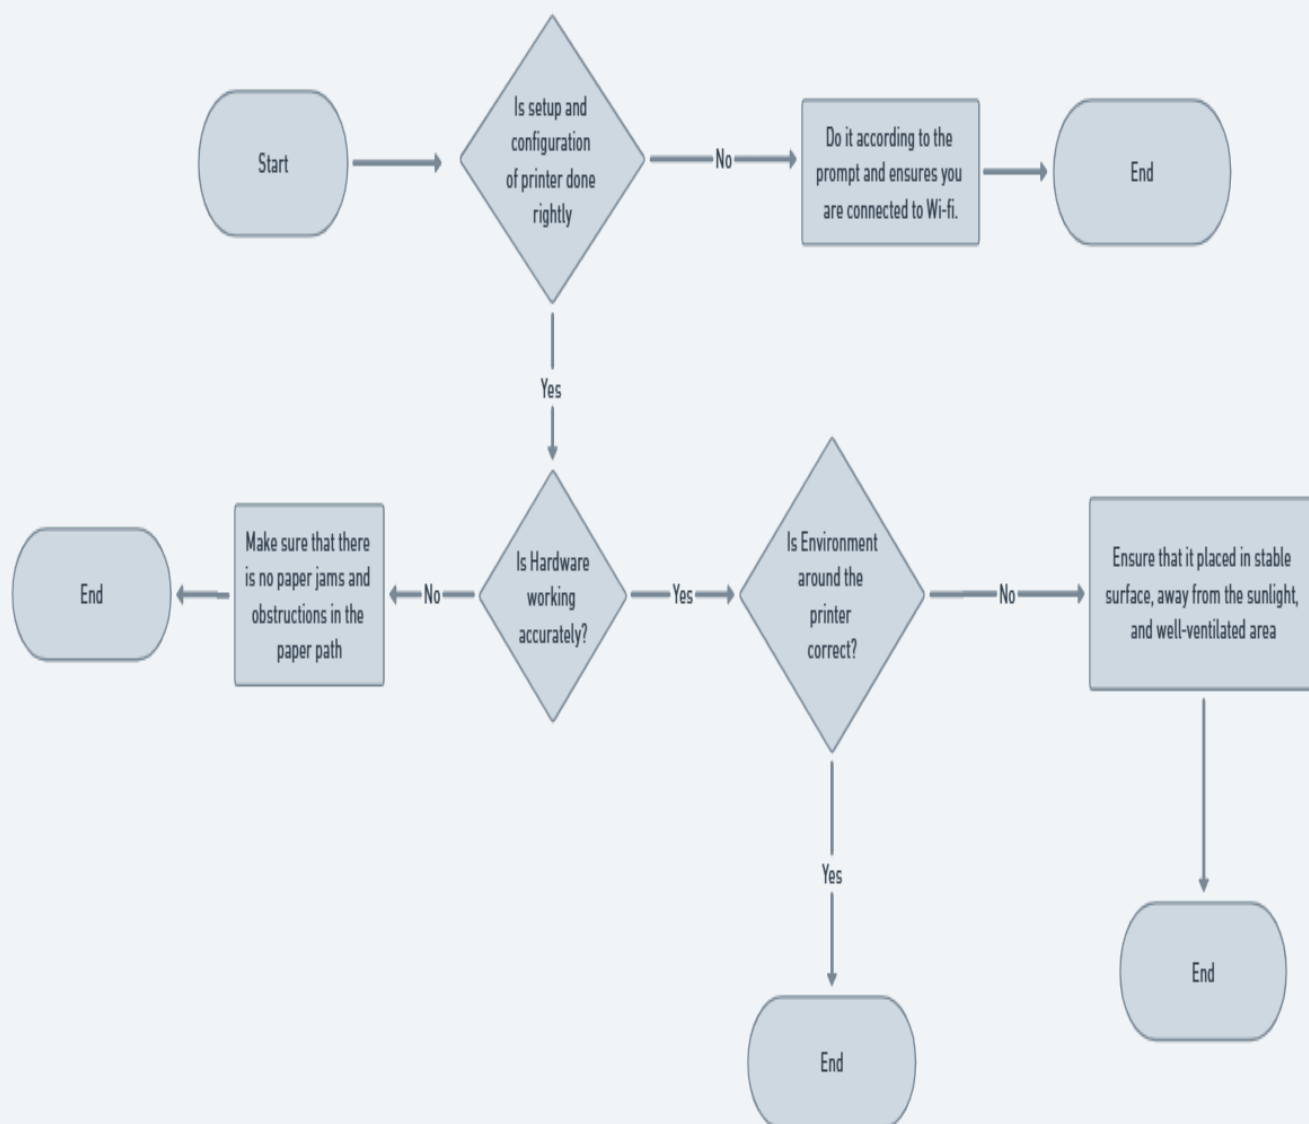 Start
Is setup and
configuration
of printer done
rightly
No
Do it according to the
prompt and ensures you
are connected to Wi-fi.
End
Yes
End
Make sure that there
is no paper jams and
obstructions in the
paper path
No
Is Hardware
working
accurately?
Yes
Is Environment
around the
printer
correct?
No
Ensure that it placed in stable
surface, away from the sunlight,
and well-ventilated area
Yes
End
End